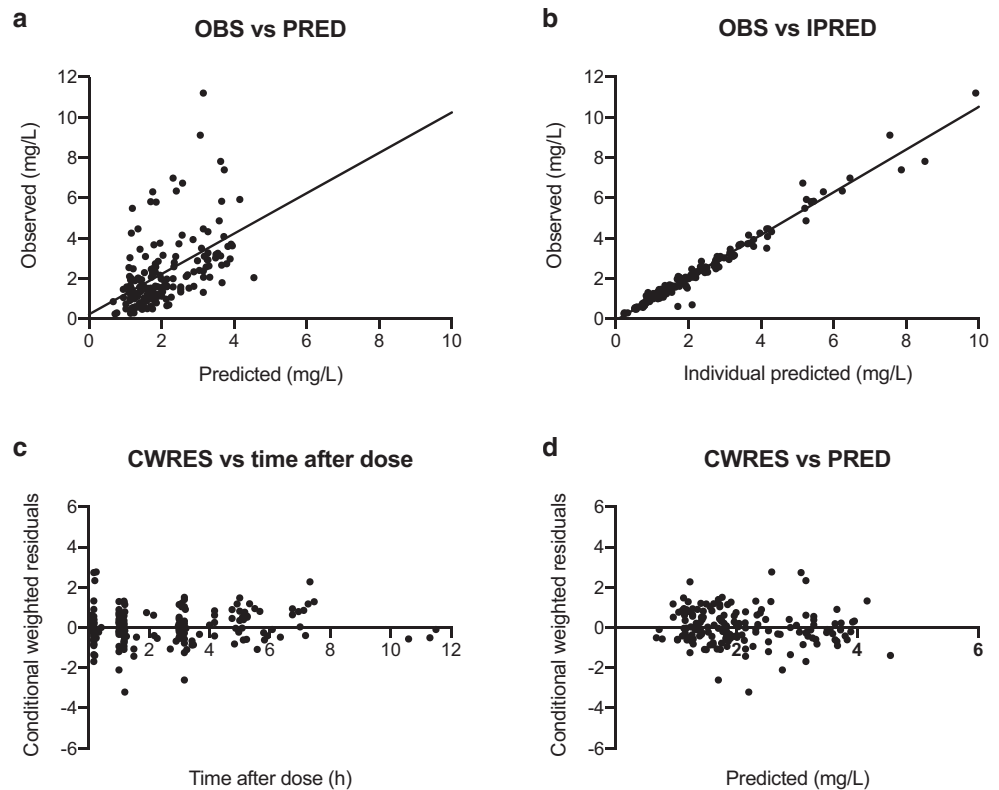 a
OBS vs PRED
12
10
8
6
4
2
0
Observed (mg/L)
0 2 4 6 8 10
Predicted (mg/L)
b
OBS vs IPRED
12
10
8
6
4
2
0
Observed (mg/L)
0 2 4 6 8 10
Individual predicted (mg/L)
c
CWRES vs time after dose
6
4
2
0
-2
-4
-6
Conditional weighted residuals
2 4 6 8 10 12
Time after dose (h)
d
CWRES vs PRED
6
4
2
0
-2
-4
-6
Conditional weighted residuals
2 4 6
Predicted (mg/L)